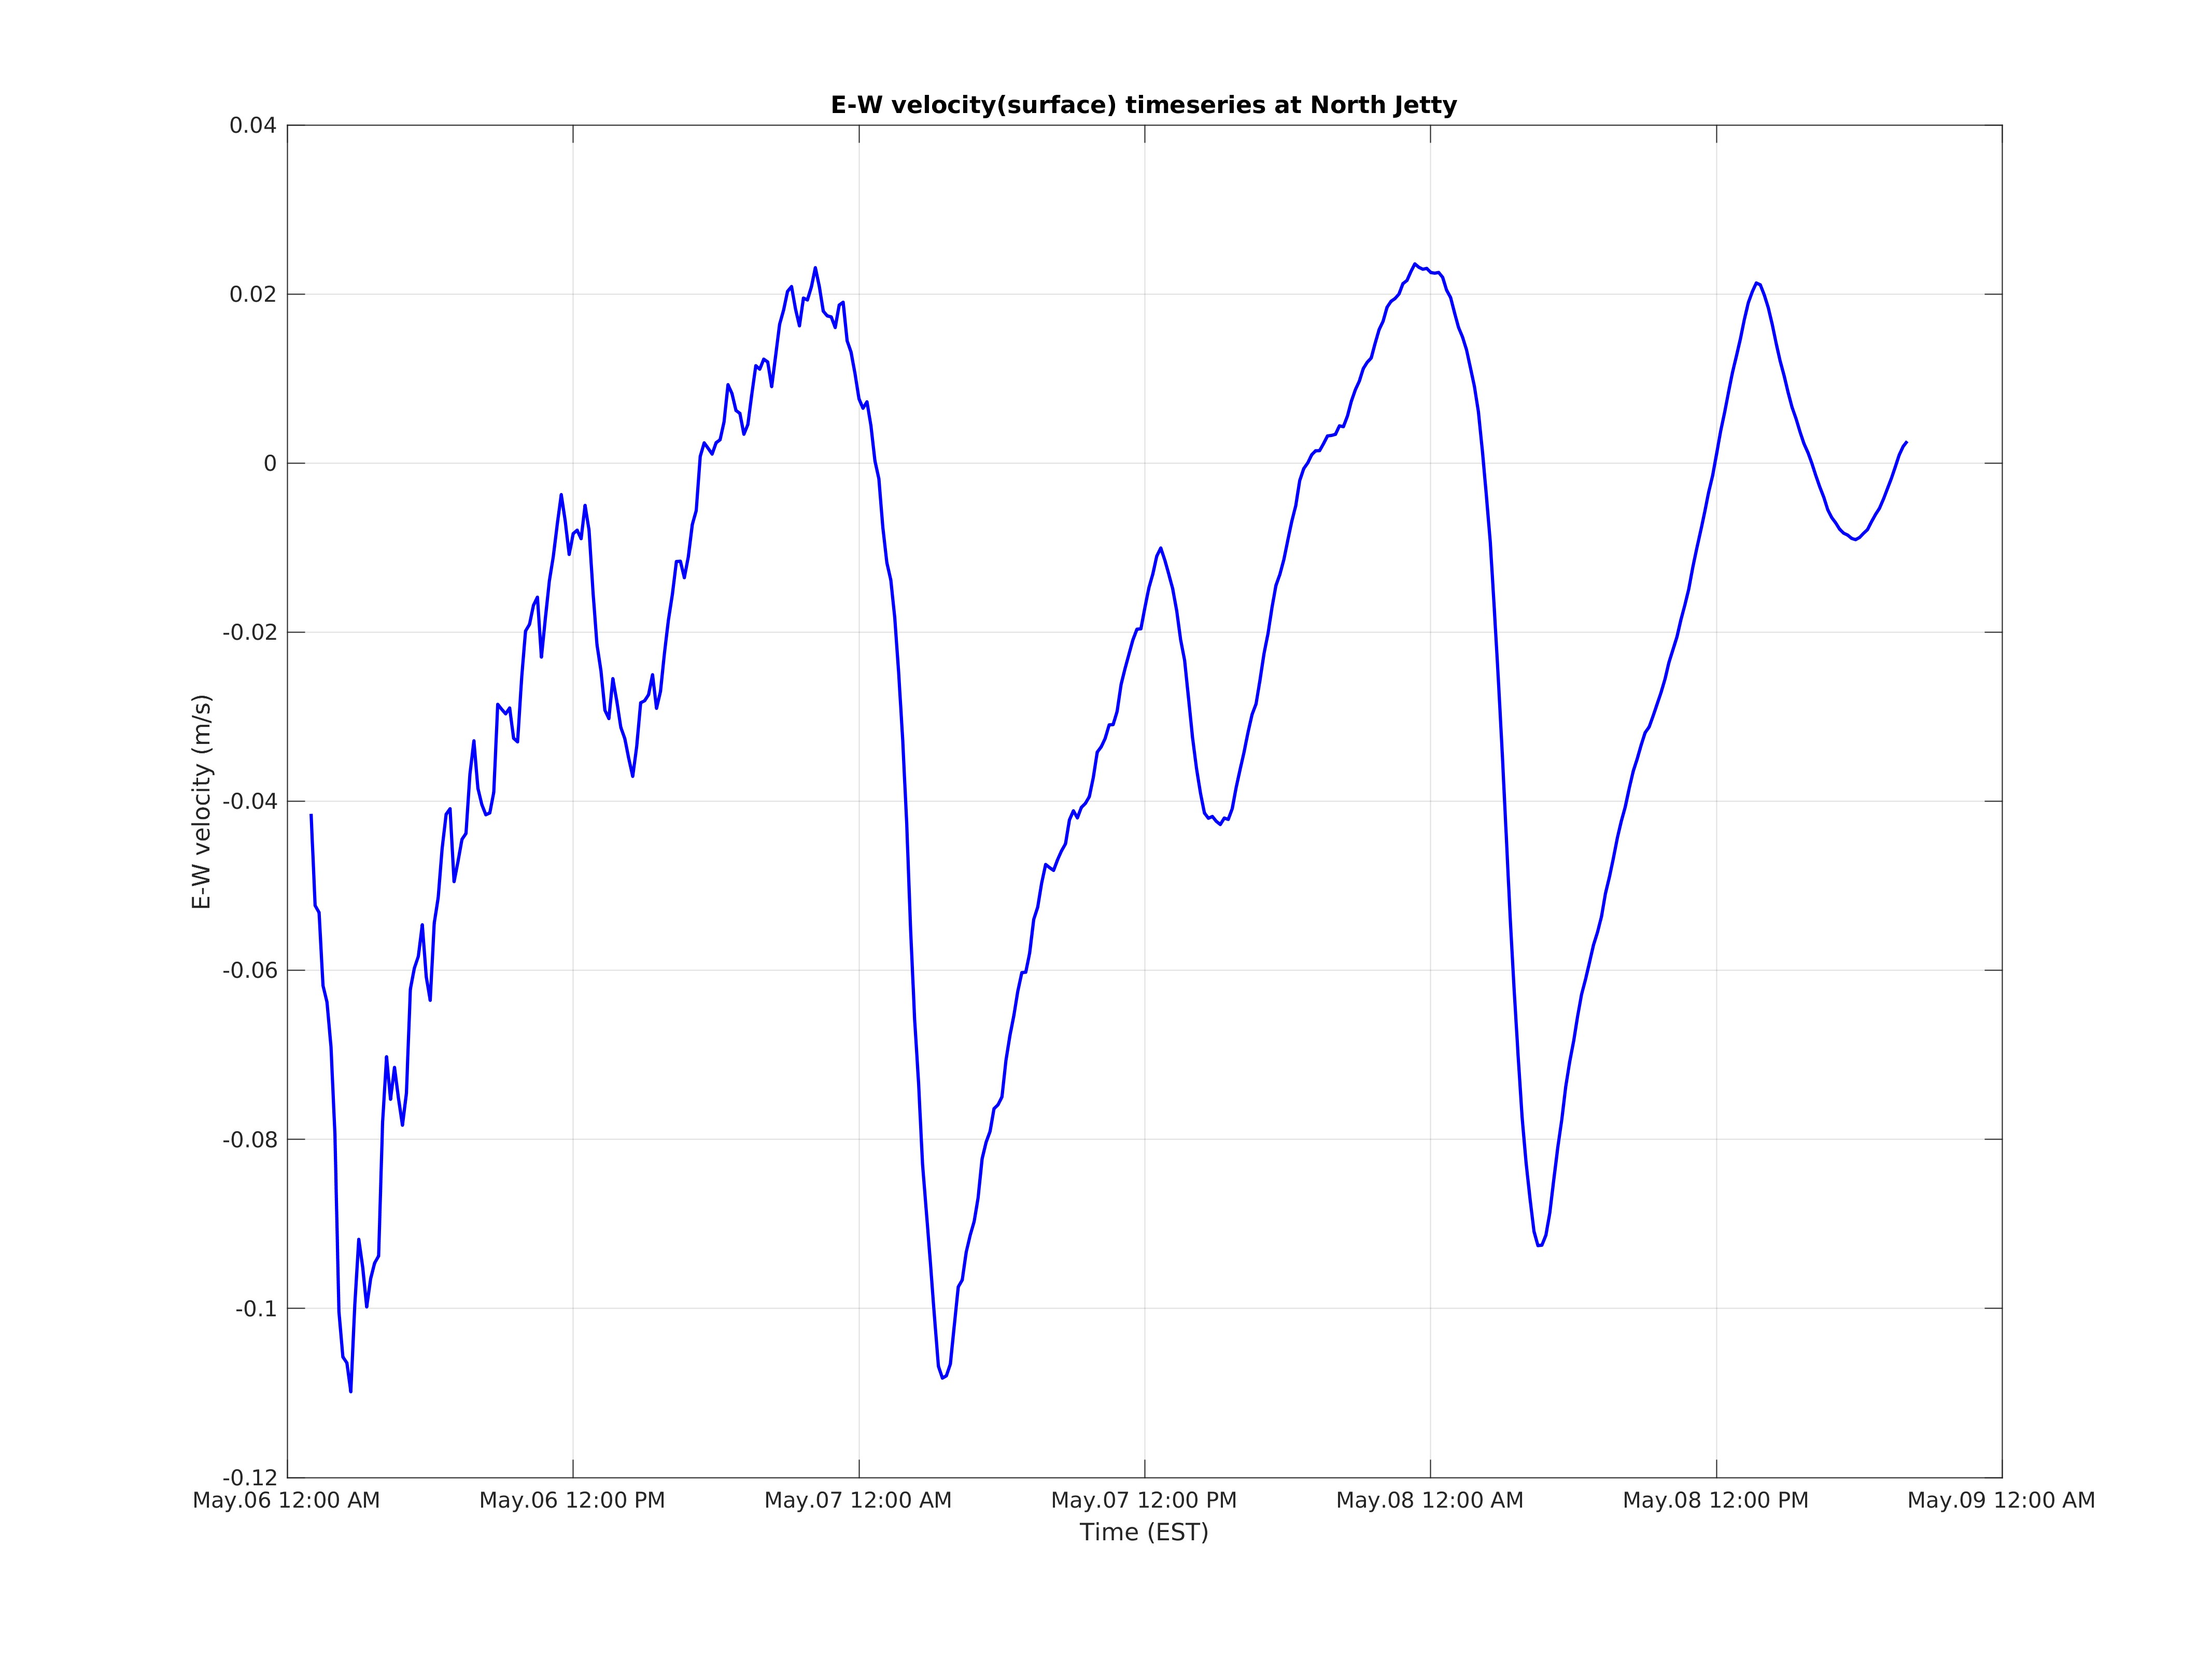 E-W velocity(surface) timeseries at North Jetty
0.04
0.02
0
-0.02
-0.04
-0.06
-0.08
-0.1
-0.12
E-W velocity (m/s)
May.06 12:00 AM
May.06 12:00 PM
May.07 12:00 AM
May.07 12:00 PM
May.08 12:00 AM
May.08 12:00 PM
May.09 12:00 AM
Time (EST)